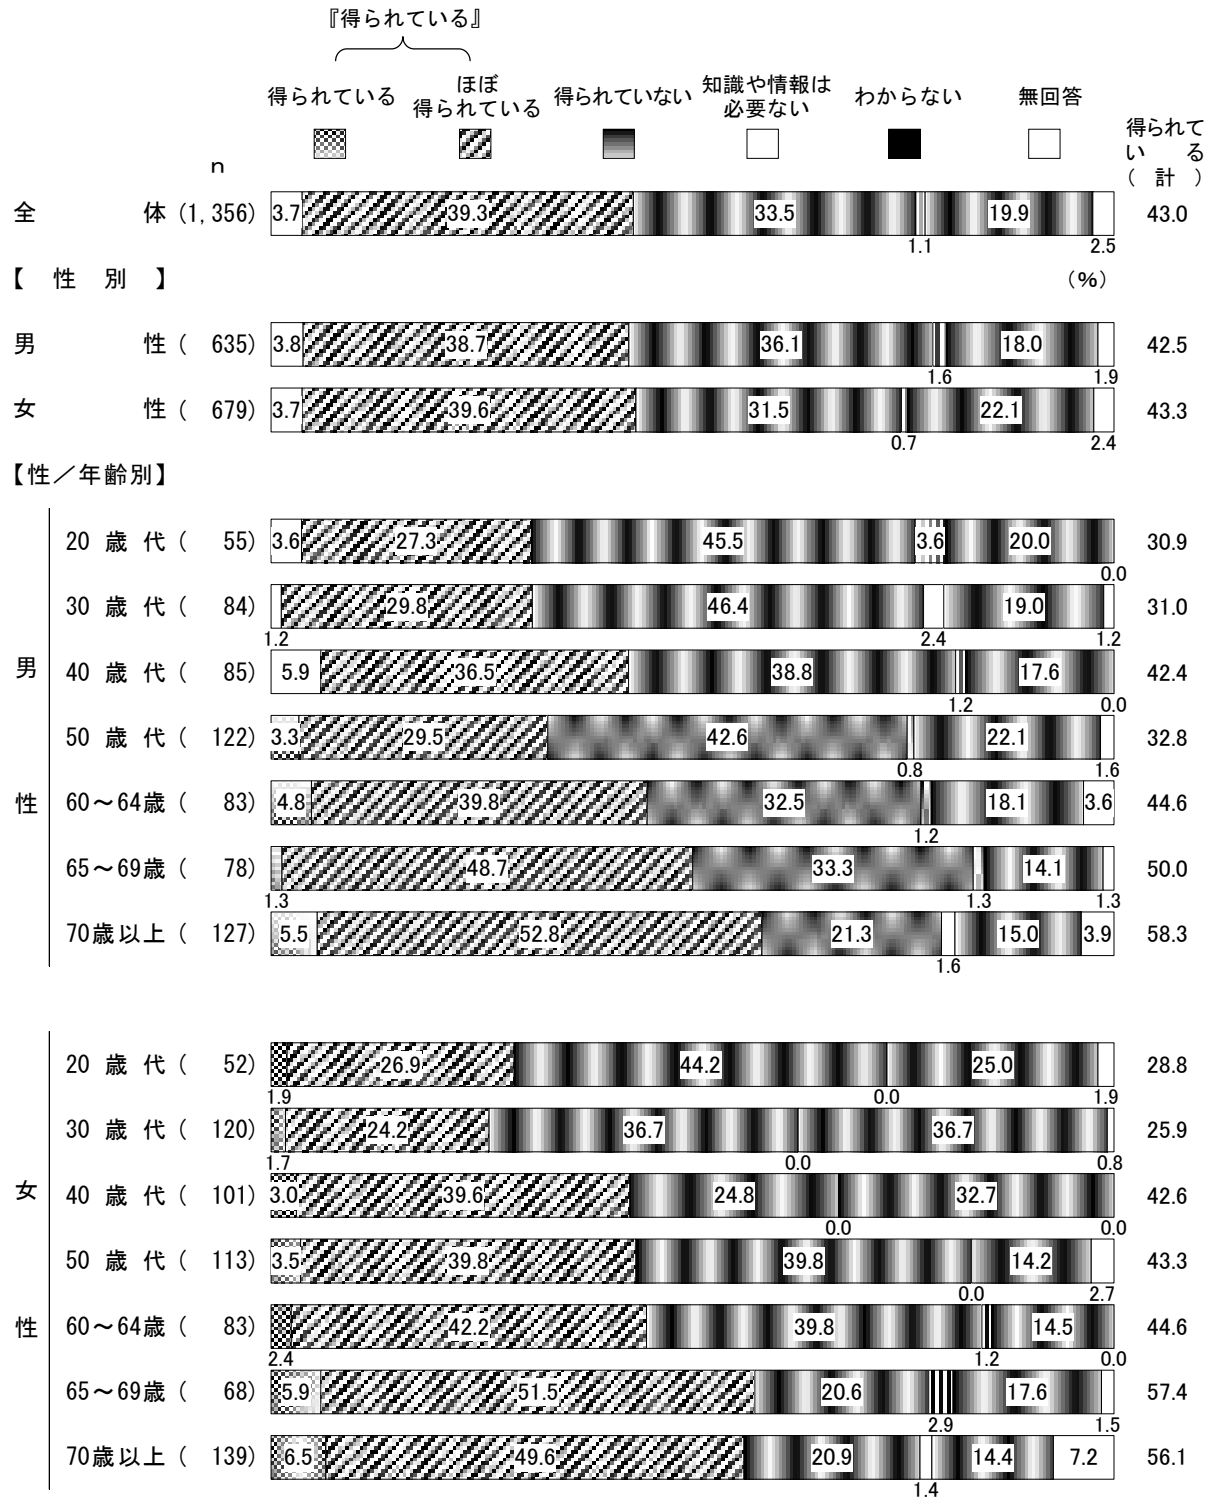 『得られている』
得られている
ほぼ
得られている
得られていない
知識や情報は
必要ない
わからない
無回答
得られて
いる
（計）
n
全体(1,356) 3.7 39.3 33.5 19.9 43.0
1.1 2.5
【性別】 (%)
男性(635) 3.8 38.7 36.1 18.0 42.5
1.6 1.9
女性(679) 3.7 39.6 31.5 22.1 43.3
0.7 2.4
【性／年齢別】
男性
20歳代(55) 3.6 27.3 45.5 3.6 20.0 30.9
0.0
30歳代(84) 29.8 46.4 19.0 31.0
1.2 2.4 1.2
40歳代(85) 5.9 36.5 38.8 17.6 42.4
1.2 0.0
50歳代(122) 3.3 29.5 42.6 22.1 32.8
0.8 1.6
60～64歳(83) 4.8 39.8 32.5 18.1 3.6 44.6
1.2
65～69歳(78) 48.7 33.3 14.1 50.0
1.3 1.3 1.3
70歳以上(127) 5.5 52.8 21.3 15.0 3.9 58.3
1.6
女性
20歳代(52) 26.9 44.2 25.0 28.8
1.9 0.0 1.9
30歳代(120) 24.2 36.7 36.7 25.9
1.7 0.0 0.8
40歳代(101) 3.0 39.6 24.8 32.7 42.6
0.0 0.0
50歳代(113) 3.5 39.8 39.8 14.2 43.3
0.0 2.7
60～64歳(83) 42.2 39.8 14.5 44.6
2.4 1.2 0.0
65～69歳(68) 5.9 51.5 20.6 17.6 57.4
2.9 1.5
70歳以上(139) 6.5 49.6 20.9 14.4 7.2 56.1
1.4